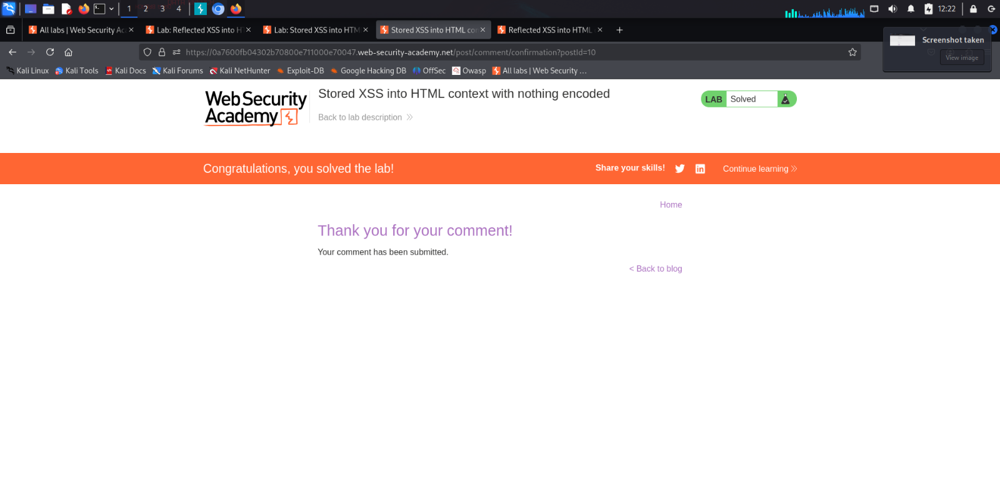 1 2 3 4 12:22
All labs | Web Security Ac
Lab: Reflected XSS into H
Lab: Stored XSS into HTM
Stored XSS into HTML cor
Reflected XSS into HTML
Screenshot taken
View image
https://0a7600fb04302b70800e711000e70047.web-security-academy.net/post/comment/confirmation?postId=10
Kali Linux Kali Tools Kali Docs Kali Forums Kali NetHunter Exploit-DB Google Hacking DB OffSec Owasp All labs | Web Security …
Web Security
Academy
Stored XSS into HTML context with nothing encoded
Back to lab description
LAB Solved
Congratulations, you solved the lab!
Share your skills!
Continue learning
Home
Thank you for your comment!
Your comment has been submitted.
< Back to blog